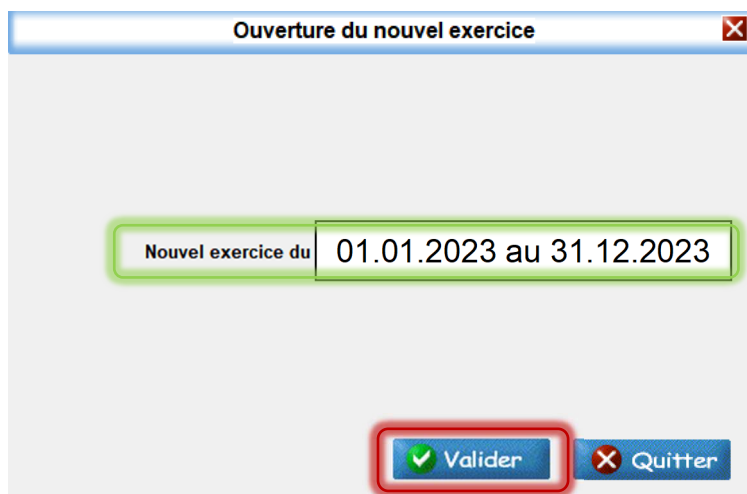 Ouverture du nouvel exercice
Nouvel exercice du 01.01.2023 au 31.12.2023
Valider Quitter